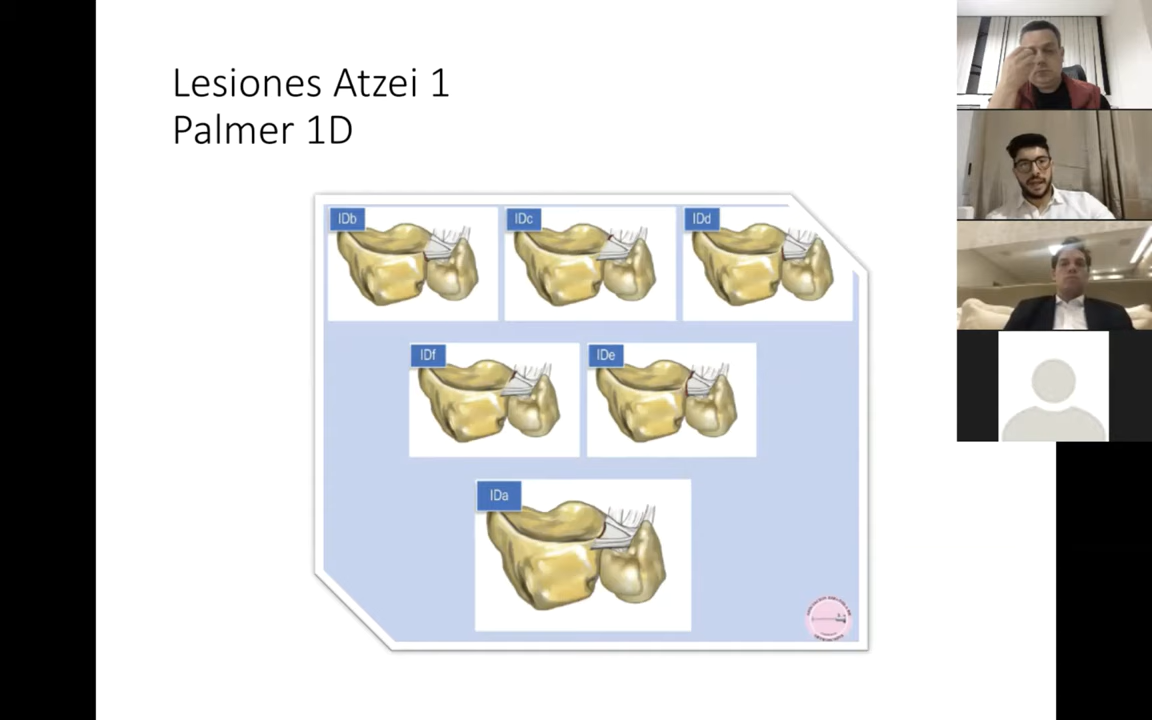 Lesiones Atzei 1
Palmer 1D
IDb
IDc
IDd
IDf
IDe
IDa